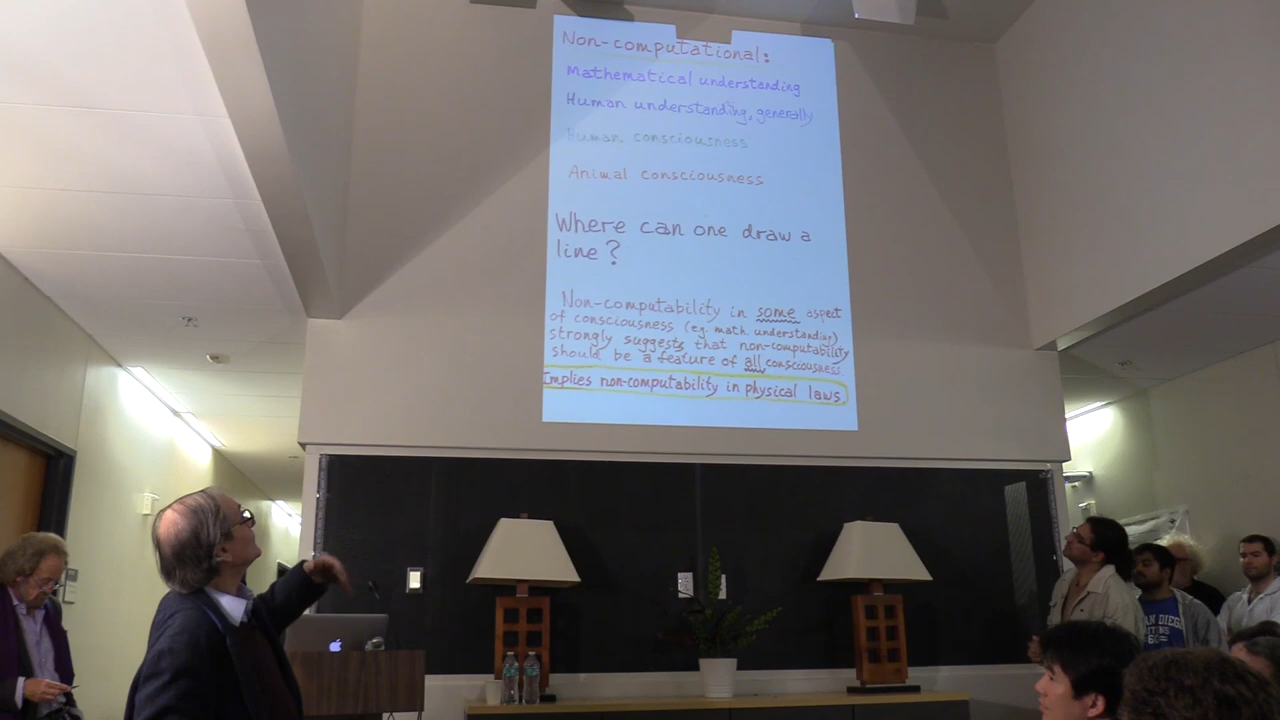 Non-computational:
Mathematical understanding
Human understanding, generally
Human consciousness
Animal consciousness
Where can one draw a
line?
Non-computability in some aspect
of consciousness (e.g. math. understanding)
strongly suggests that non-computability
should be a feature of all consciousness.
Implies non-computability in physical laws.
SAN DIEGO